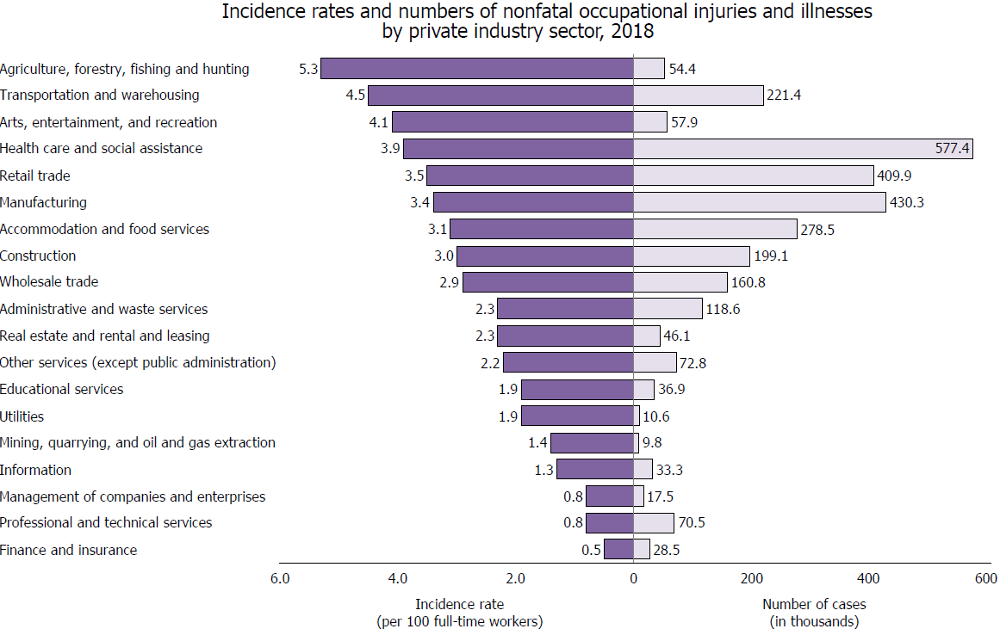 Incidence rates and numbers of nonfatal occupational injuries and illnesses
by private industry sector, 2018
Agriculture, forestry, fishing and hunting 5.3 54.4
Transportation and warehousing 4.5 221.4
Arts, entertainment, and recreation 4.1 57.9
Health care and social assistance 3.9 577.4
Retail trade 3.5 409.9
Manufacturing 3.4 430.3
Accommodation and food services 3.1 278.5
Construction 3.0 199.1
Wholesale trade 2.9 160.8
Administrative and waste services 2.3 118.6
Real estate and rental and leasing 2.3 46.1
Other services (except public administration) 2.2 72.8
Educational services 1.9 36.9
Utilities 1.9 10.6
Mining, quarrying, and oil and gas extraction 1.4 9.8
Information 1.3 33.3
Management of companies and enterprises 0.8 17.5
Professional and technical services 0.8 70.5
Finance and insurance 0.5 28.5
6.0 4.0 2.0 0 200 400 600
Incidence rate Number of cases
(per 100 full-time workers) (in thousands)